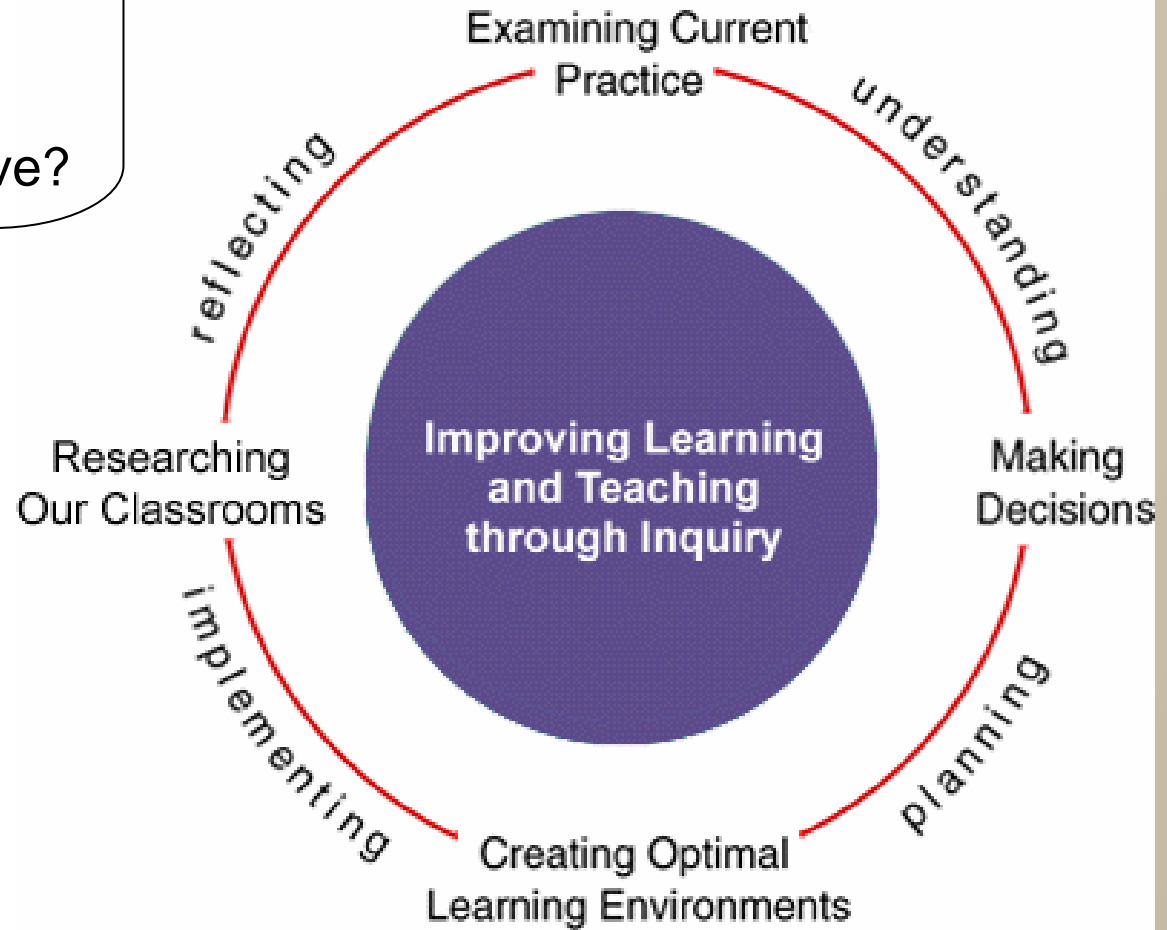 Examining Current
Practice
understanding
Making
Decisions
planning
Creating Optimal
Learning Environments
implementing
Researching
Our Classrooms
reflecting
Improving Learning
and Teaching
through Inquiry